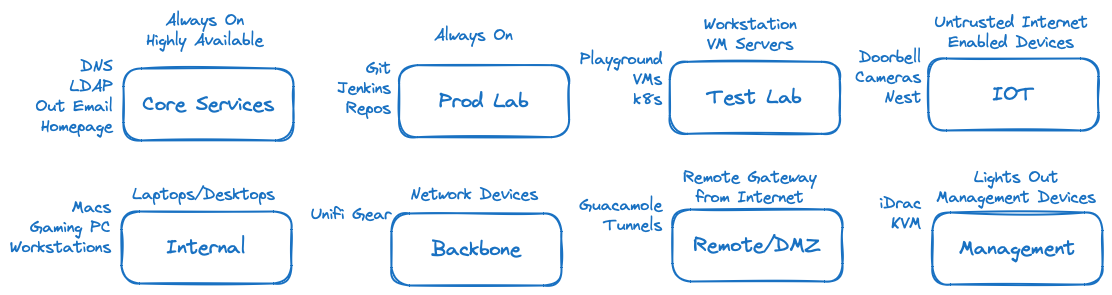 Always On
Highly Available
DNS
LDAP
Out Email
Homepage
Core Services
Always On
Git
Jenkins
Repos
Prod Lab
Workstation
VM Servers
Playground
VMs
k8s
Test Lab
Untrusted Internet
Enabled Devices
Doorbell
Cameras
Nest
IOT
Laptops/Desktops
Macs
Gaming PC
Workstations
Internal
Network Devices
Unifi Gear
Backbone
Remote Gateway
from Internet
Guacamole
Tunnels
Remote/DMZ
Lights Out
Management Devices
iDrac
KVM
Management